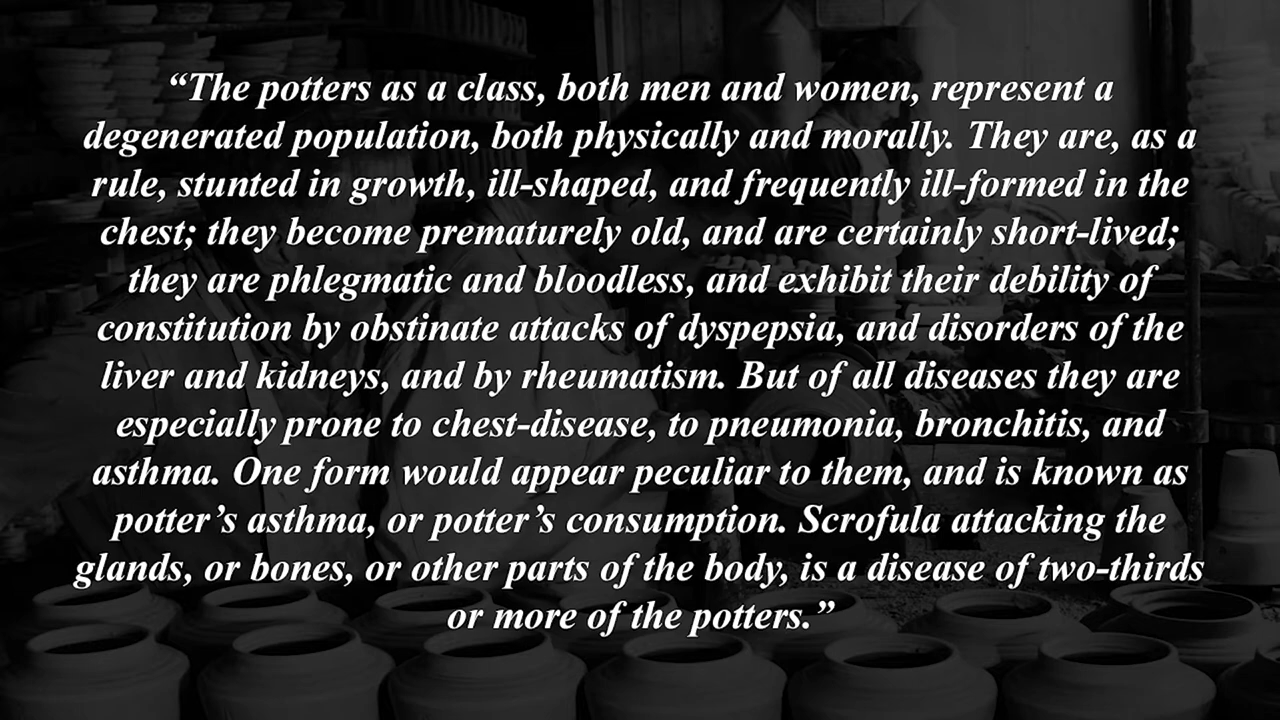 “The potters as a class, both men and women, represent a
degenerated population, both physically and morally. They are, as a
rule, stunted in growth, ill-shaped, and frequently ill-formed in the
chest; they become prematurely old, and are certainly short-lived;
they are phlegmatic and bloodless, and exhibit their debility of
constitution by obstinate attacks of dyspepsia, and disorders of the
liver and kidneys, and by rheumatism. But of all diseases they are
especially prone to chest-disease, to pneumonia, bronchitis, and
asthma. One form would appear peculiar to them, and is known as
potter’s asthma, or potter’s consumption. Scrofula attacking the
glands, or bones, or other parts of the body, is a disease of two-thirds
or more of the potters.”